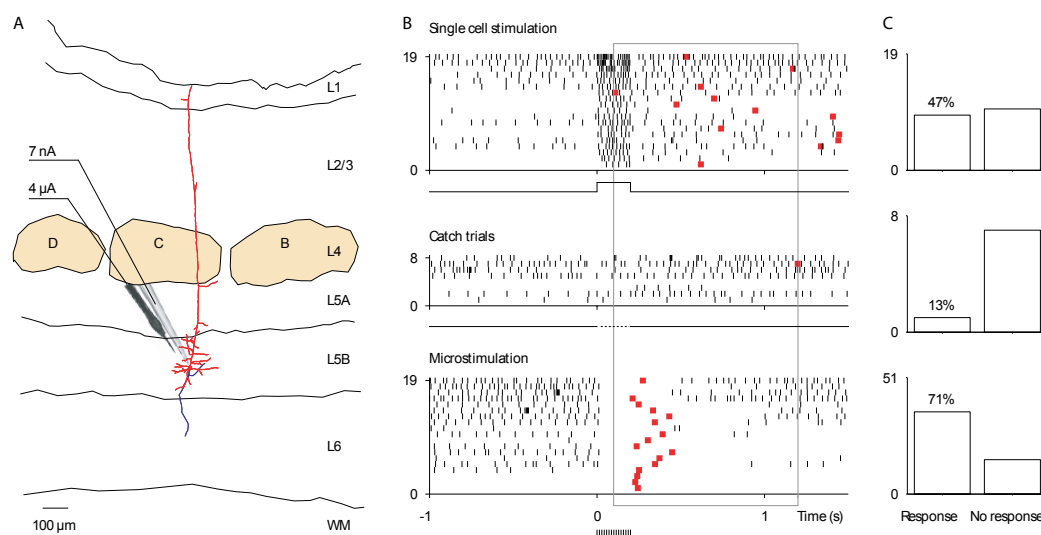 A
B
C
Single cell stimulation
19
0
L1
L2/3
L4
L5A
L5B
L6
WM
7 nA
4 µA
D
C
B
100 µm
Catch trials
8
0
Microstimulation
19
0
-1
0
1
Time (s)
19
47%
0
8
13%
0
51
71%
0
Response
No response